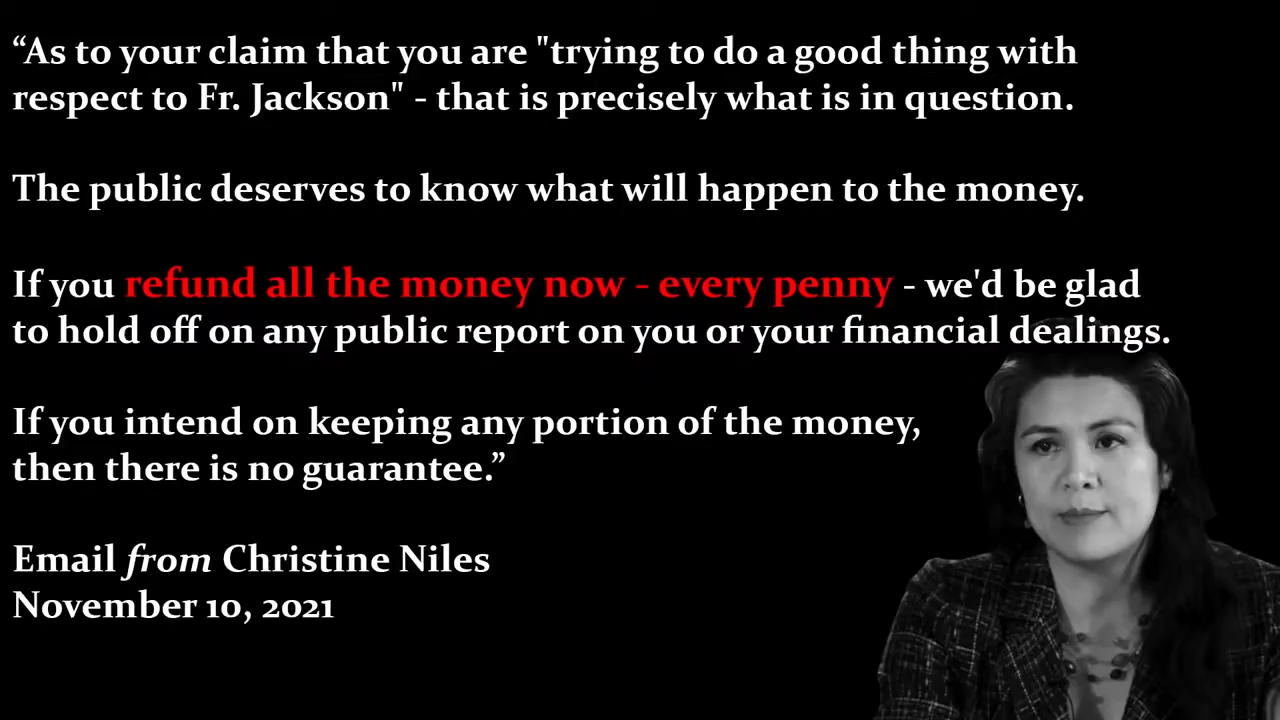 “As to your claim that you are "trying to do a good thing with
respect to Fr. Jackson" - that is precisely what is in question.
The public deserves to know what will happen to the money.
If you refund all the money now - every penny - we'd be glad
to hold off on any public report on you or your financial dealings.
If you intend on keeping any portion of the money,
then there is no guarantee.”
Email from Christine Niles
November 10, 2021